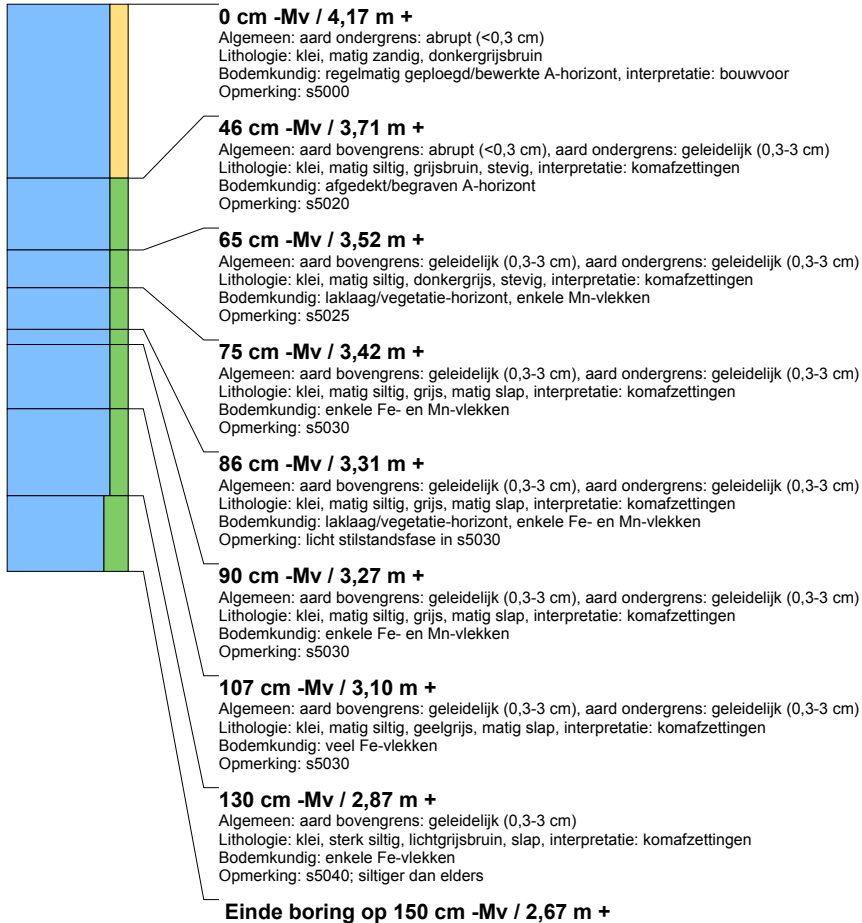 0 cm -Mv / 4,17 m +
Algemeen: aard ondergrens: abrupt (<0,3 cm)
Lithologie: klei, matig zandig, donkergrijsbruin
Bodemkundig: regelmatig geploegd/bewerkte A-horizont, interpretatie: bouwvoor
Opmerking: s5000
46 cm -Mv / 3,71 m +
Algemeen: aard bovengrens: abrupt (<0,3 cm), aard ondergrens: geleidelijk (0,3-3 cm)
Lithologie: klei, matig siltig, grijsbruin, stevig, interpretatie: komafzettingen
Bodemkundig: afgedekt/begraven A-horizont
Opmerking: s5020
65 cm -Mv / 3,52 m +
Algemeen: aard bovengrens: geleidelijk (0,3-3 cm), aard ondergrens: geleidelijk (0,3-3 cm)
Lithologie: klei, matig siltig, donkergrijs, stevig, interpretatie: komafzettingen
Bodemkundig: laklaag/vegetatie-horizont, enkele Mn-vlekken
Opmerking: s5025
75 cm -Mv / 3,42 m +
Algemeen: aard bovengrens: geleidelijk (0,3-3 cm), aard ondergrens: geleidelijk (0,3-3 cm)
Lithologie: klei, matig siltig, grijs, matig slap, interpretatie: komafzettingen
Bodemkundig: enkele Fe- en Mn-vlekken
Opmerking: s5030
86 cm -Mv / 3,31 m +
Algemeen: aard bovengrens: geleidelijk (0,3-3 cm), aard ondergrens: geleidelijk (0,3-3 cm)
Lithologie: klei, matig siltig, grijs, matig slap, interpretatie: komafzettingen
Bodemkundig: laklaag/vegetatie-horizont, enkele Fe- en Mn-vlekken
Opmerking: licht stilstandsfase in s5030
90 cm -Mv / 3,27 m +
Algemeen: aard bovengrens: geleidelijk (0,3-3 cm), aard ondergrens: geleidelijk (0,3-3 cm)
Lithologie: klei, matig siltig, grijs, matig slap, interpretatie: komafzettingen
Bodemkundig: enkele Fe- en Mn-vlekken
Opmerking: s5030
107 cm -Mv / 3,10 m +
Algemeen: aard bovengrens: geleidelijk (0,3-3 cm), aard ondergrens: geleidelijk (0,3-3 cm)
Lithologie: klei, matig siltig, geelgrijs, matig slap, interpretatie: komafzettingen
Bodemkundig: veel Fe-vlekken
Opmerking: s5030
130 cm -Mv / 2,87 m +
Algemeen: aard bovengrens: geleidelijk (0,3-3 cm)
Lithologie: klei, sterk siltig, lichtgrijsbruin, slap, interpretatie: komafzettingen
Bodemkundig: enkele Fe-vlekken
Opmerking: s5040; siltiger dan elders
Einde boring op 150 cm -Mv / 2,67 m +